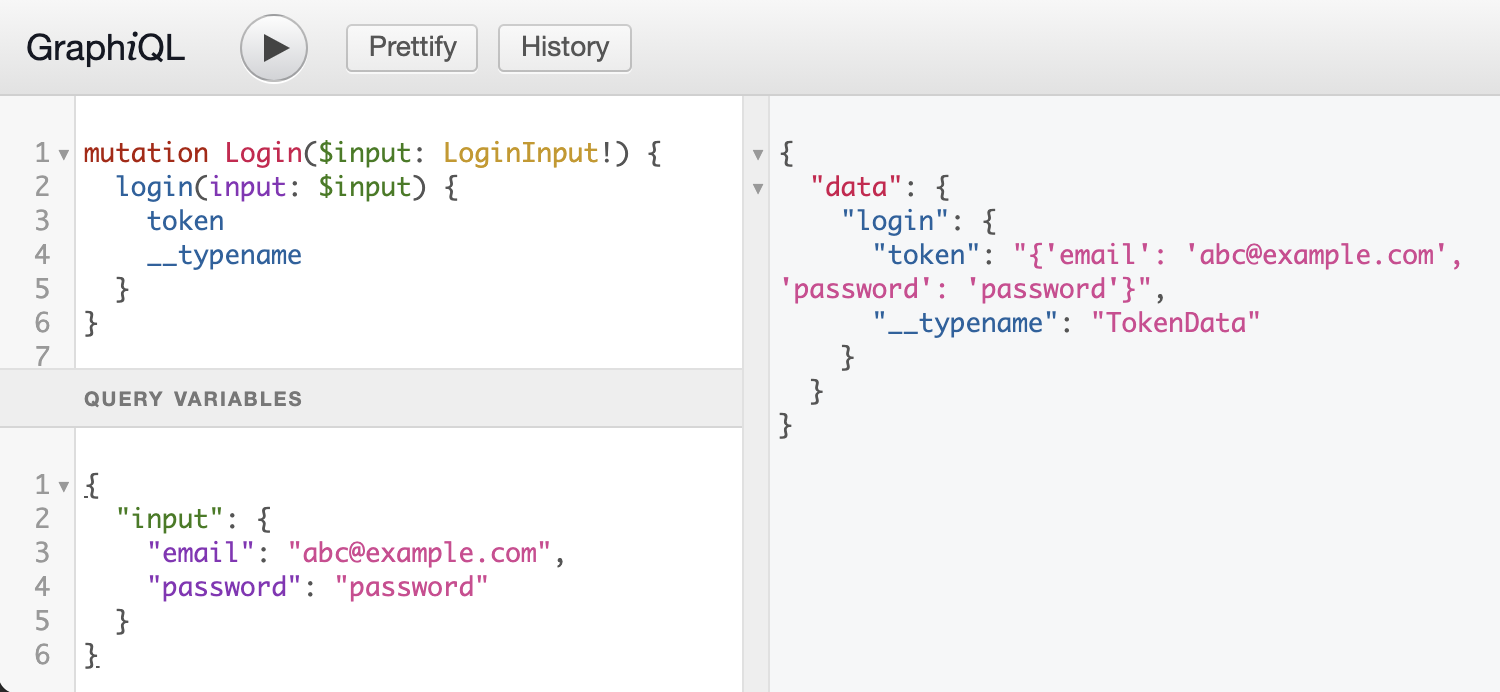 GraphiQL
Prettify
History
1 mutation Login($input: LoginInput!) {
2   login(input: $input) {
3     token
4     __typename
5   }
6 }
7
QUERY VARIABLES
1 {
2   "input": {
3     "email": "abc@example.com",
4     "password": "password"
5   }
6 }
{
  "data": {
    "login": {
      "token": "{'email': 'abc@example.com',
'password': 'password'}",
      "__typename": "TokenData"
    }
  }
}